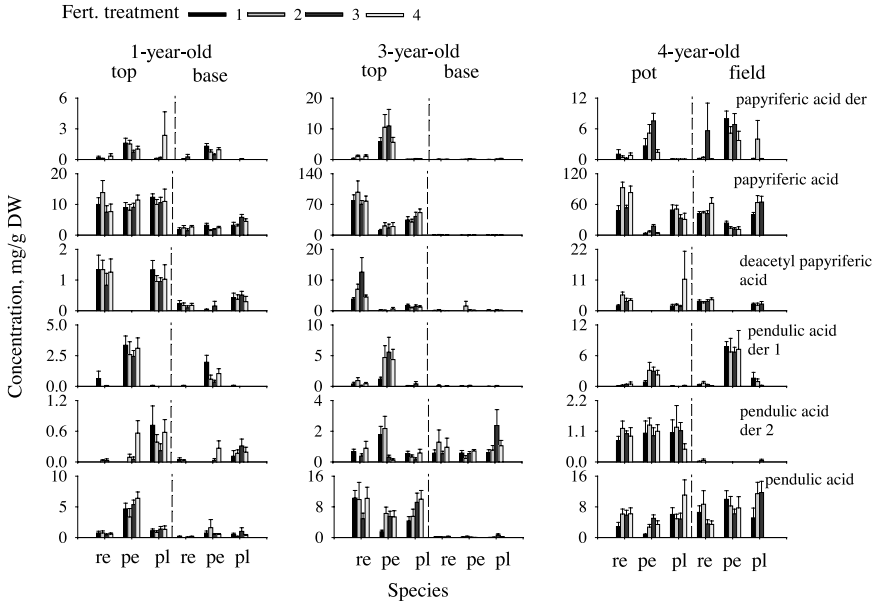 Fert. treatment 1 2 3 4
1-year-old 3-year-old 4-year-old
top base top base pot field
6 3 0 20 10 0 12 6 0 papyriferic acid der
20 10 0 140 70 0 120 60 0 papyriferic acid
2 1 0 20 10 0 22 11 0 deacetyl papyriferic
acid
5.0 2.5 0.0 10 5 0 12 6 0 pendulic acid
der 1
1.2 0.6 0.0 4 2 0 2.2 1.1 0.0 pendulic acid
der 2
10 5 0 16 12 8 4 0 16 12 8 4 0 pendulic acid
re pe pl re pe pl re pe pl re pe pl re pe pl re pe pl
Species
Concentration, mg/g DW